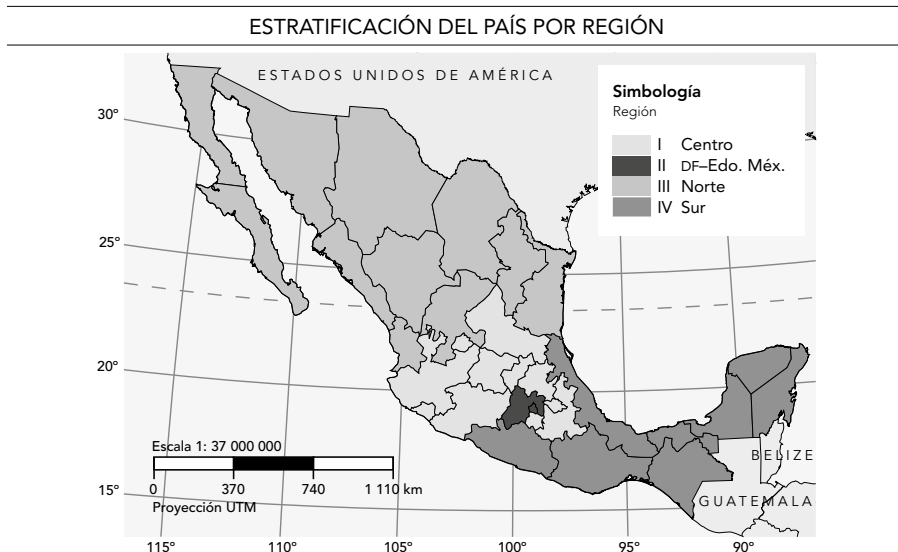 ESTRATIFICACIÓN DEL PAÍS POR REGIÓN
ESTADOS UNIDOS DE AMÉRICA
Simbología
Región
I Centro
II DF–Edo. Méx.
III Norte
IV Sur
30°
25°
20°
15°
Escala 1: 37 000 000
0 370 740 1 110 km
Proyección UTM
BELIZE
GUATEMALA
115° 110° 105° 100° 95° 90°